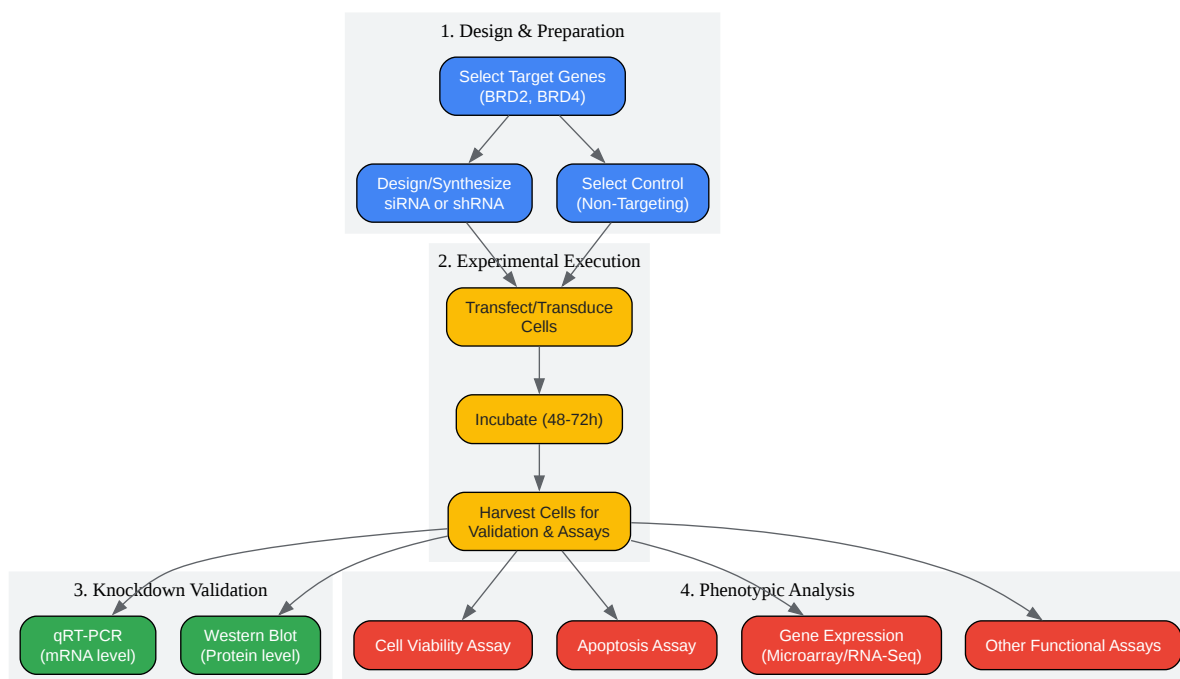 1. Design & Preparation
Select Target Genes
(BRD2, BRD4)
Design/Synthesize
siRNA or shRNA
Select Control
(Non-Targeting)
2. Experimental Execution
Transfect/Transduce
Cells
Incubate (48-72h)
Harvest Cells for
Validation & Assays
3. Knockdown Validation
qRT-PCR
(mRNA level)
Western Blot
(Protein level)
4. Phenotypic Analysis
Cell Viability Assay
Apoptosis Assay
Gene Expression
(Microarray/RNA-Seq)
Other Functional Assays